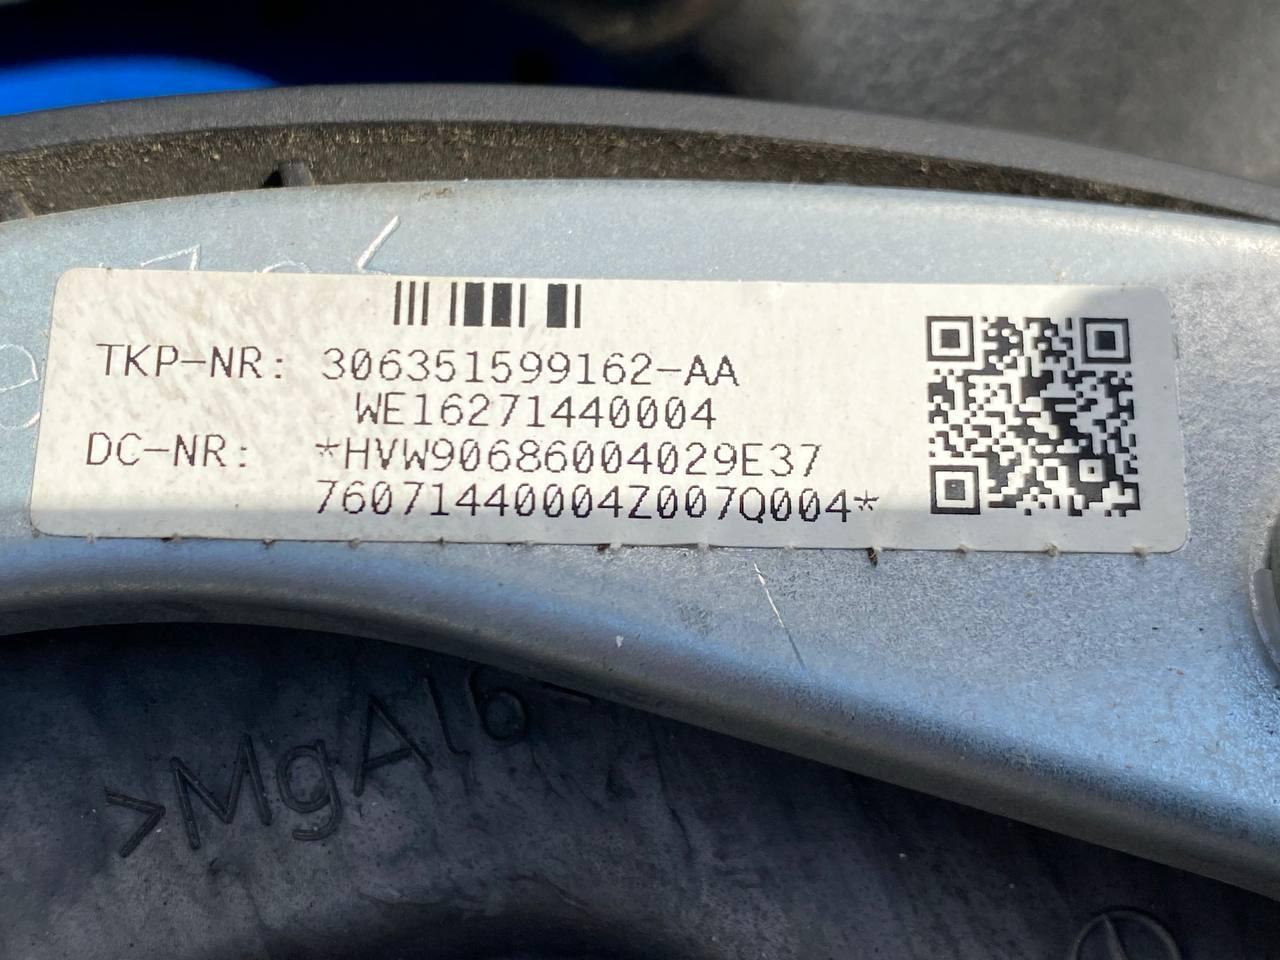 TKP-NR: 306351599162-AA
WE16271440004
DC-NR: *HVW90686004029E37
76071440004Z007Q004*
>MgAl6-